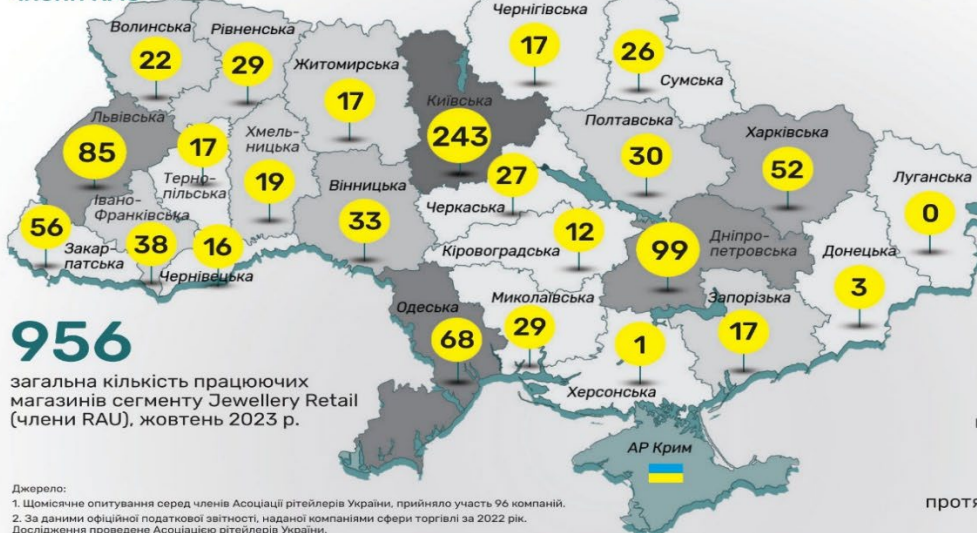 Волинська
22
Рівненська
29
Житомирська
17
Київська
243
Чернігівська
17
26
Сумська
Львівська
85
17
Терно-
пільська
Хмель-
ницька
19
Вінницька
33
27
Черкаська
Полтавська
30
Харківська
52
Луганська
0
Івано-
Франківська
38
56
Закар-
патська
16
Чернівецька
Кіровоградська
12
99
Дніпро-
петровська
Донецька
3
Одеська
68
Миколаївська
29
1
Херсонська
Запорізька
17
АР Крим
956
загальна кількість працюючих
магазинів сегменту Jewellery Retail
(члени RAU), жовтень 2023 р.
Джерело:
1. Щомісячне опитування серед членів Асоціації рітейлерів України, прийняло участь 96 компаній.
2. За даними офіційної податкової звітності, наданої компаніями сфери торгівлі за 2022 рік.
Дослідження проведене Асоціацією рітейлерів України.
протя